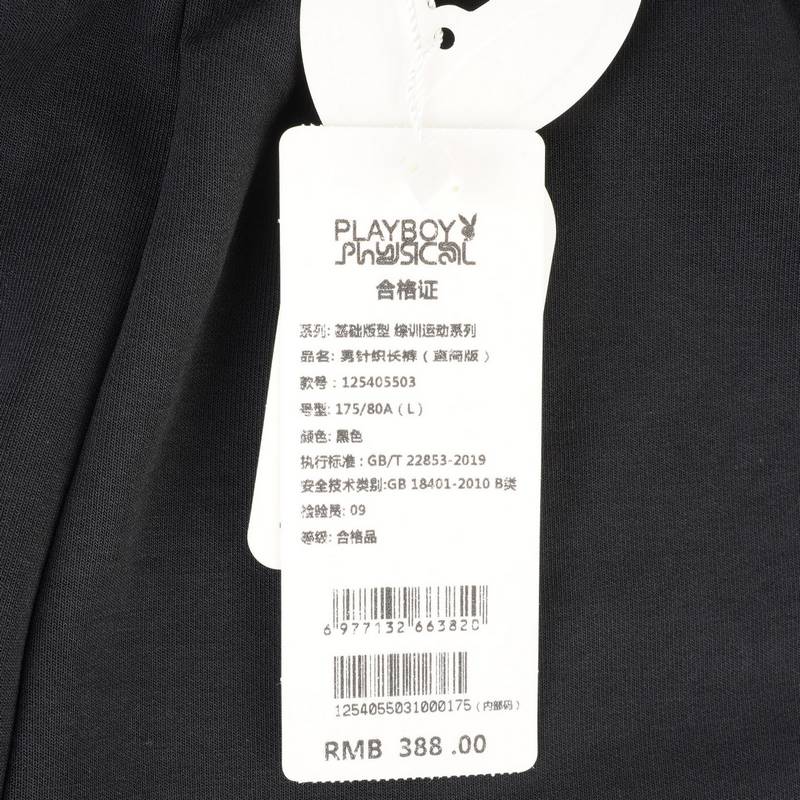 PLAYBOY
PhYSICAL
合格证
系列: 基础版型 综训运动系列
品名: 男针织长裤（直筒版）
款号：125405503
号型: 175/80A（L）
颜色: 黑色
执行标准：GB/T 22853-2019
安全技术类别:GB 18401-2010 B类
检验员: 09
等级: 合格品
6 977132 663820
1254055031000175（内部码）
RMB 388.00